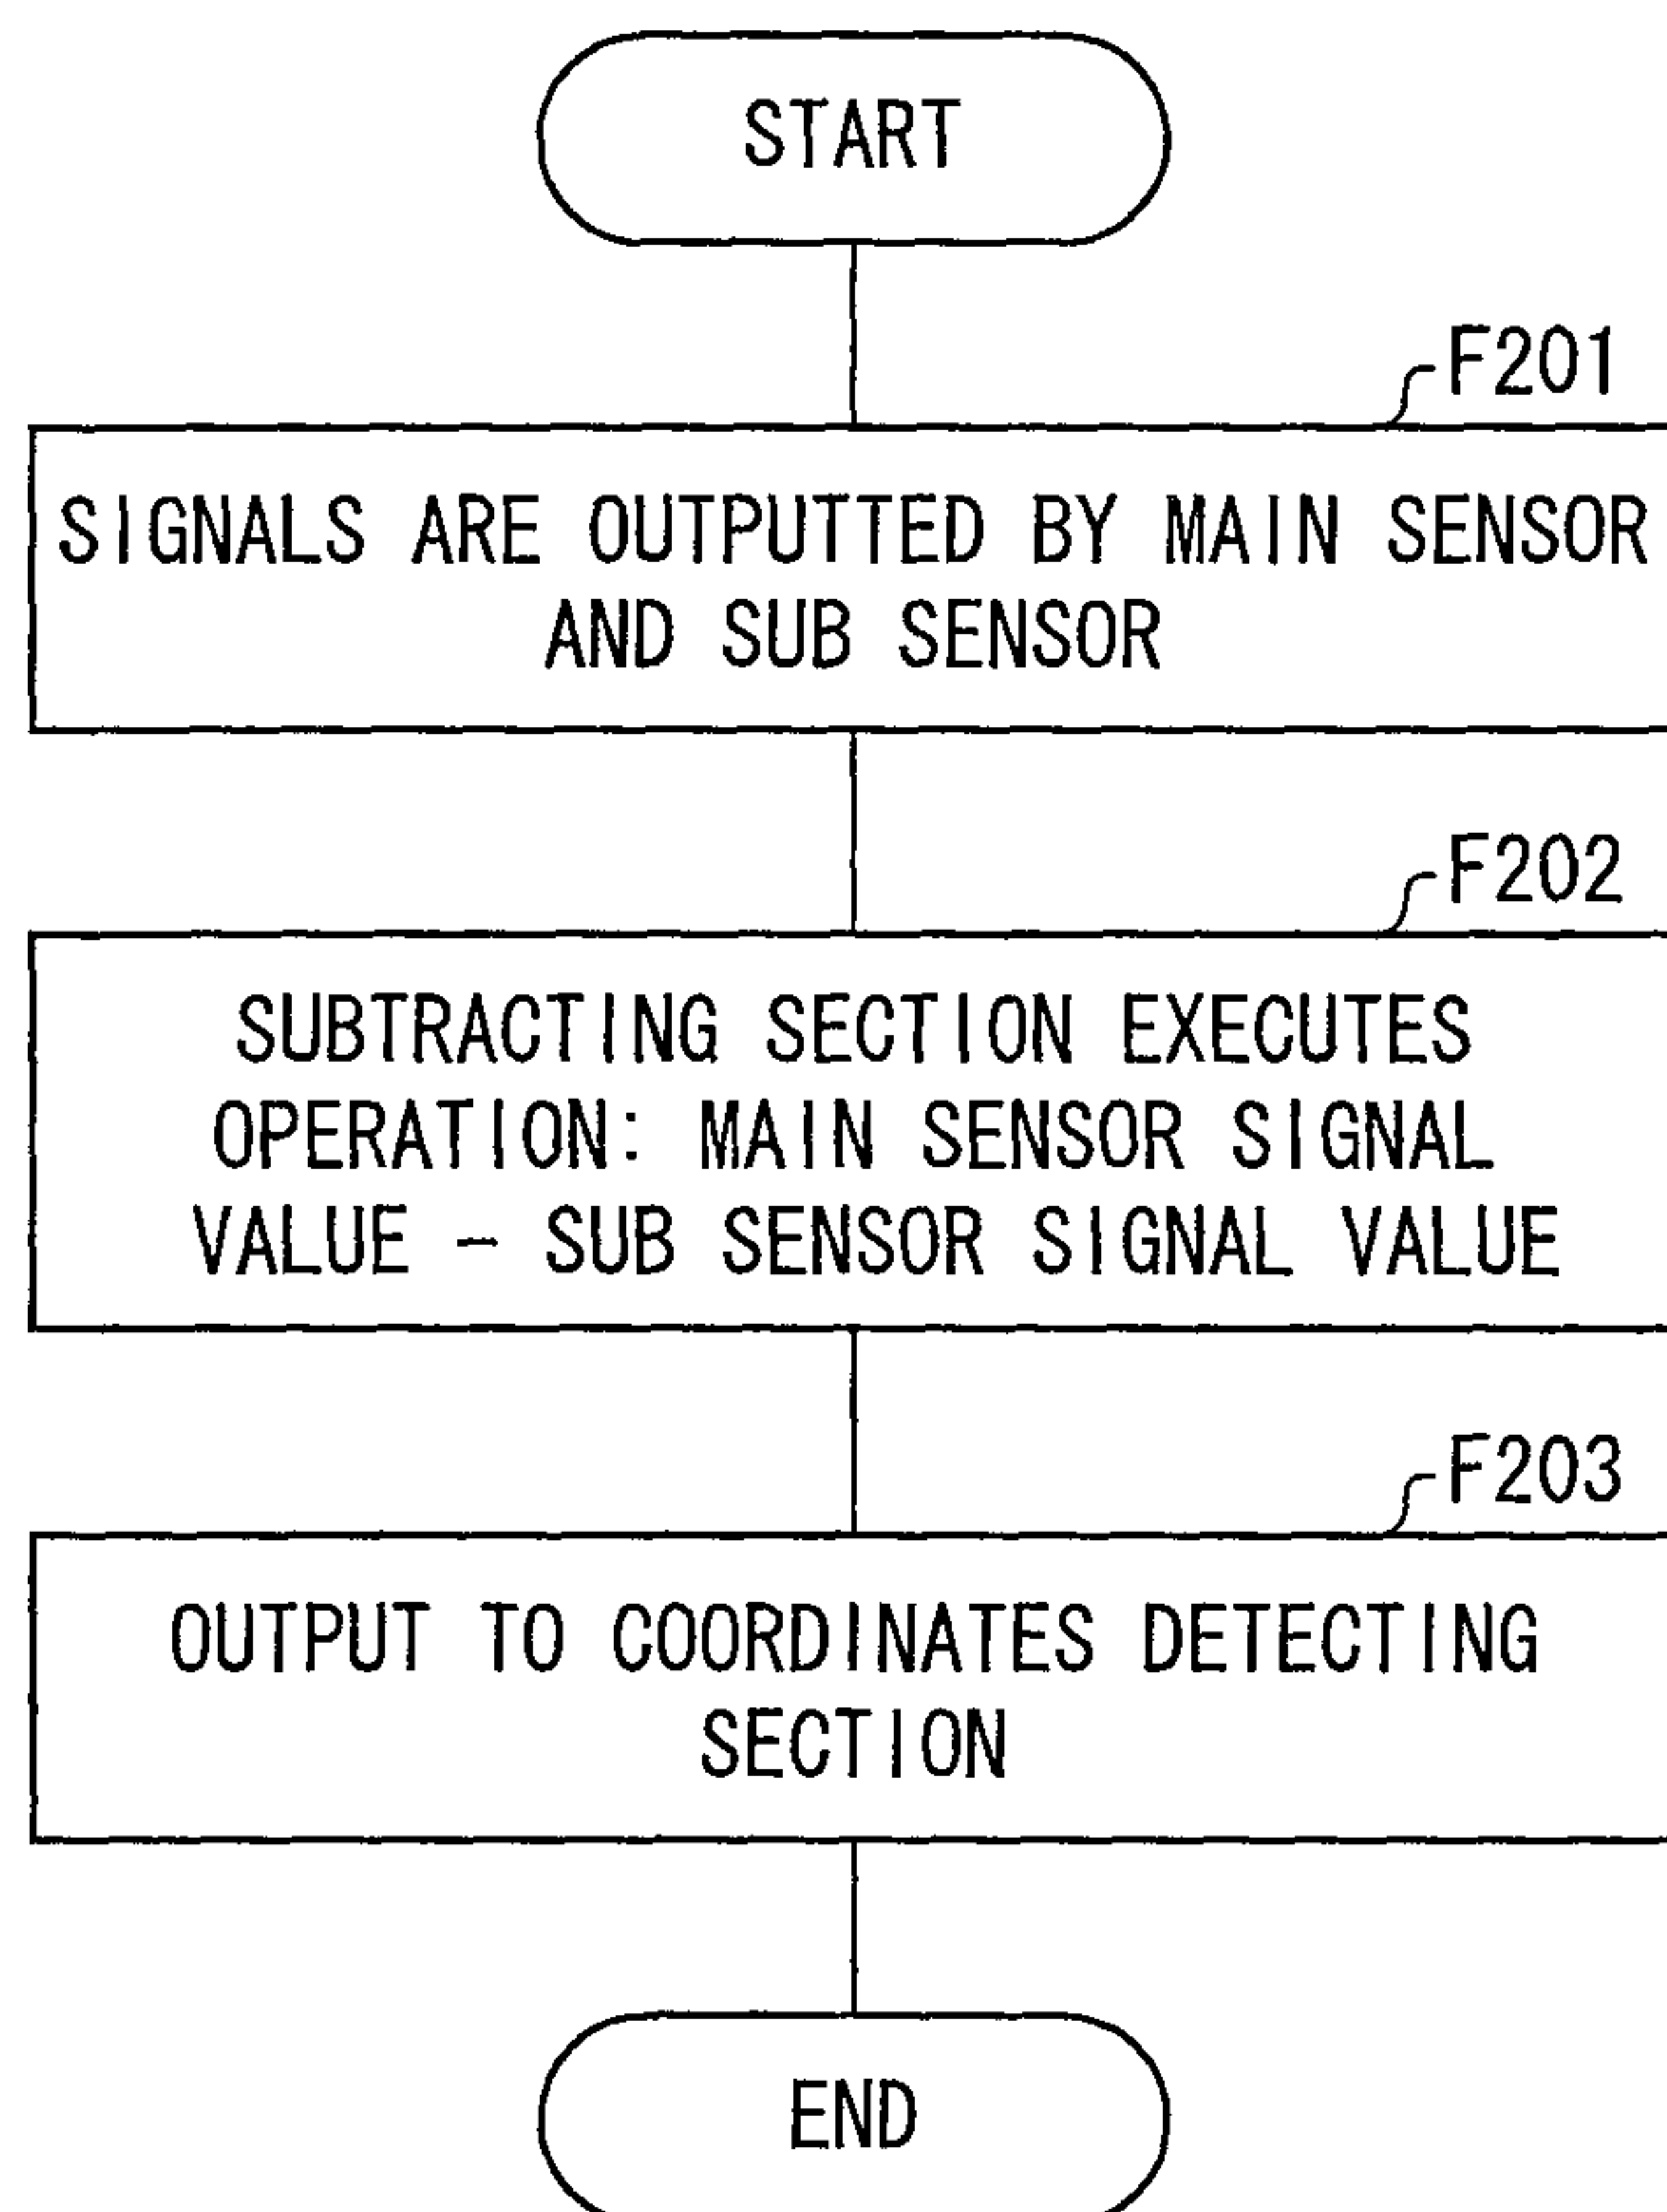 START
F201
SIGNALS ARE OUTPUTTED BY MAIN SENSOR
AND SUB SENSOR
F202
SUBTRACTING SECTION EXECUTES
OPERATION: MAIN SENSOR SIGNAL
VALUE - SUB SENSOR SIGNAL VALUE
F203
OUTPUT TO COORDINATES DETECTING
SECTION
END